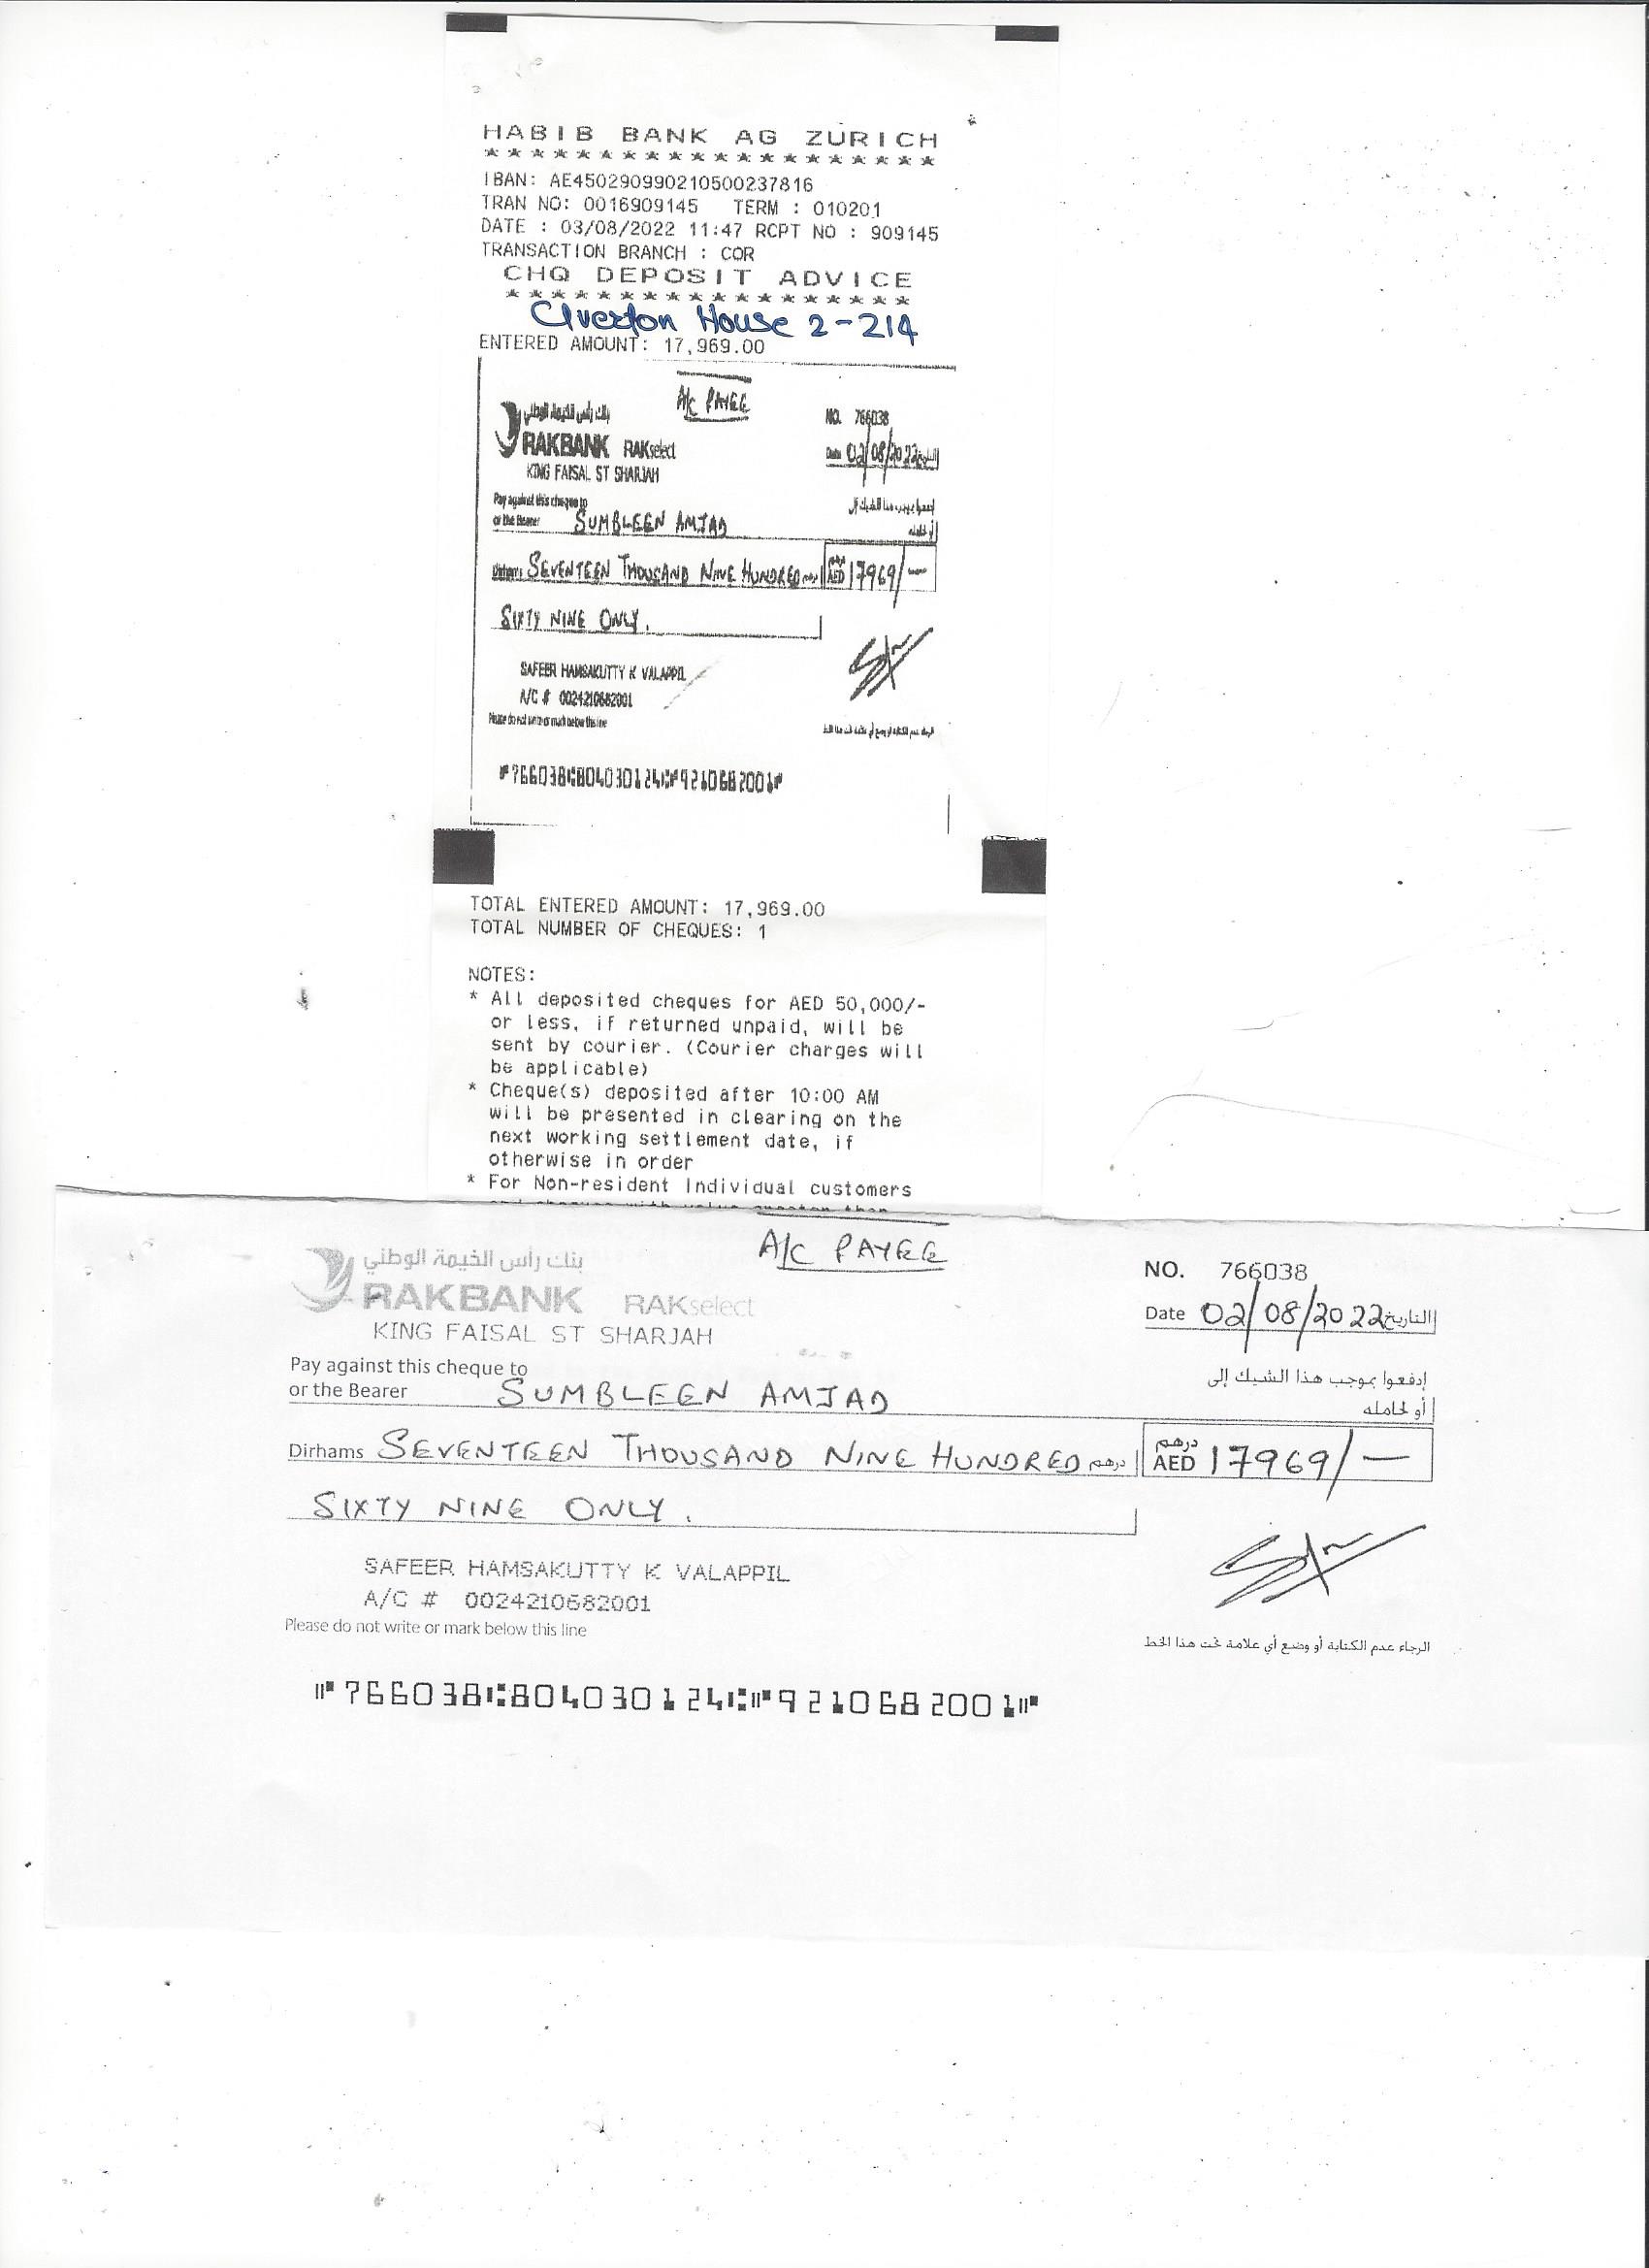 HABIB BANK AG ZURICH
********************
IBAN: AE450290990210500237816
TRAN NO: 0016909145 TERM : 010201
DATE : 03/08/2022 11:47 RCPT NO : 909145
TRANSACTION BRANCH : COR
CHQ DEPOSIT ADVICE
******************
House 2-214
ENTERED AMOUNT: 17,969.00
A/C PAYEE
بنك رأس الخيمة الوطني
NO. 766038
RAKBANK RAKselect
Date 02/08/2022 التاريخ
KING FAISAL ST SHARJAH
Pay against this cheque to
إدفعوا بموجب هذا الشيك إلى
or the Bearer SUMBLEEN AMJAD
أو لحامله
Dirhams SEVENTEEN THOUSAND NINE HUNDRED درهم
درهم AED 17969/-
SIXTY NINE ONLY.
SAFEER HAMSAKUTTY K VALAPPIL
A/C # 0024210682001
Please do not write or mark below this line
الرجاء عدم الكتابة أو وضع أي علامة تحت هذا الخط
⑈766038⑆804030124⑆⑈9210682001⑈
TOTAL ENTERED AMOUNT: 17,969.00
TOTAL NUMBER OF CHEQUES: 1
NOTES:
* All deposited cheques for AED 50,000/-
or less, if returned unpaid, will be
sent by courier. (Courier charges will
be applicable)
* Cheque(s) deposited after 10:00 AM
will be presented in clearing on the
next working settlement date, if
otherwise in order
* For Non-resident Individual customers
A/C PAYEE
بنك رأس الخيمة الوطني
NO. 766038
RAKBANK RAKselect
Date 02/08/2022 التاريخ
KING FAISAL ST SHARJAH
Pay against this cheque to
إدفعوا بموجب هذا الشيك إلى
or the Bearer SUMBLEEN AMJAD
أو لحامله
Dirhams SEVENTEEN THOUSAND NINE HUNDRED درهم
درهم AED 17969/-
SIXTY NINE ONLY.
SAFEER HAMSAKUTTY K VALAPPIL
A/C # 0024210682001
Please do not write or mark below this line
الرجاء عدم الكتابة أو وضع أي علامة تحت هذا الخط
⑈766038⑆804030124⑆⑈9210682001⑈